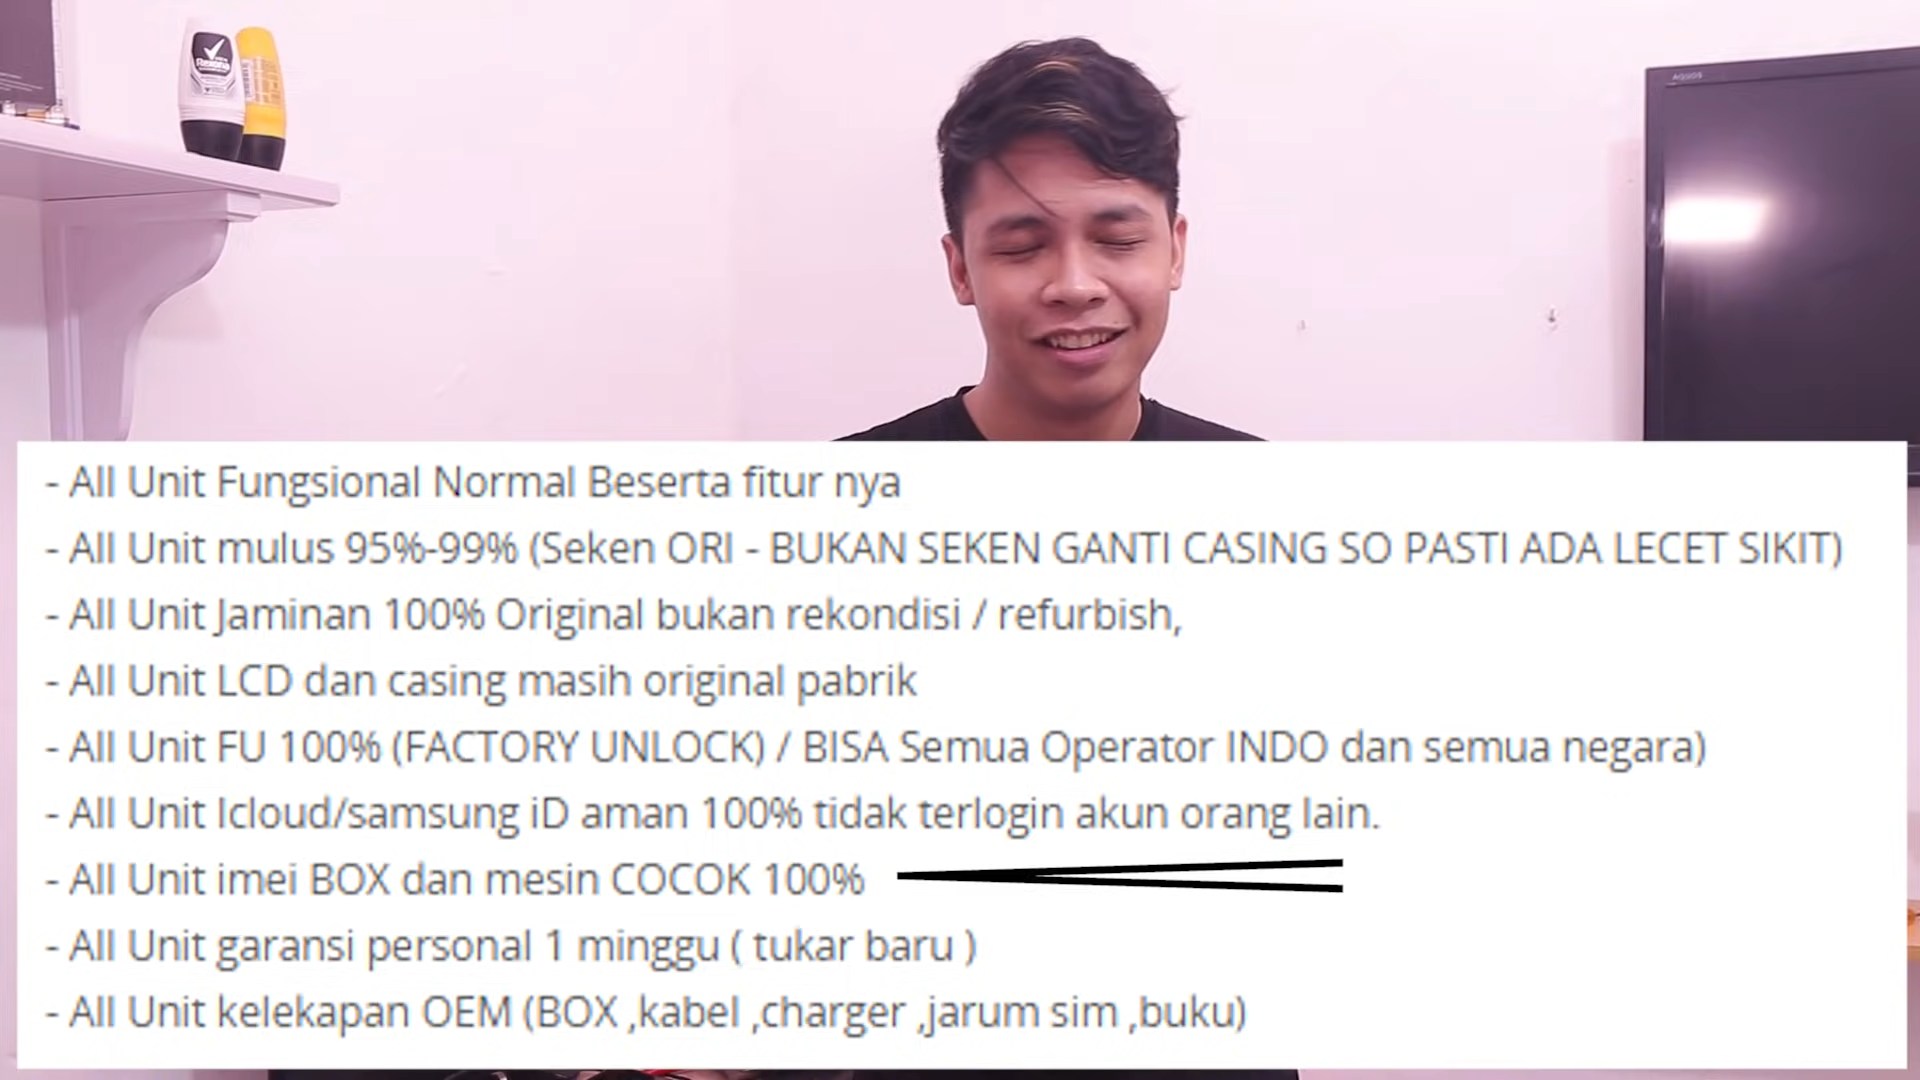 Rexona
AQUOS
- All Unit Fungsional Normal Beserta fitur nya
- All Unit mulus 95%-99% (Seken ORI - BUKAN SEKEN GANTI CASING SO PASTI ADA LECET SIKIT)
- All Unit Jaminan 100% Original bukan rekondisi / refurbish,
- All Unit LCD dan casing masih original pabrik
- All Unit FU 100% (FACTORY UNLOCK) / BISA Semua Operator INDO dan semua negara)
- All Unit Icloud/samsung iD aman 100% tidak terlogin akun orang lain.
- All Unit imei BOX dan mesin COCOK 100%
- All Unit garansi personal 1 minggu ( tukar baru )
- All Unit kelekapan OEM (BOX ,kabel ,charger ,jarum sim ,buku)